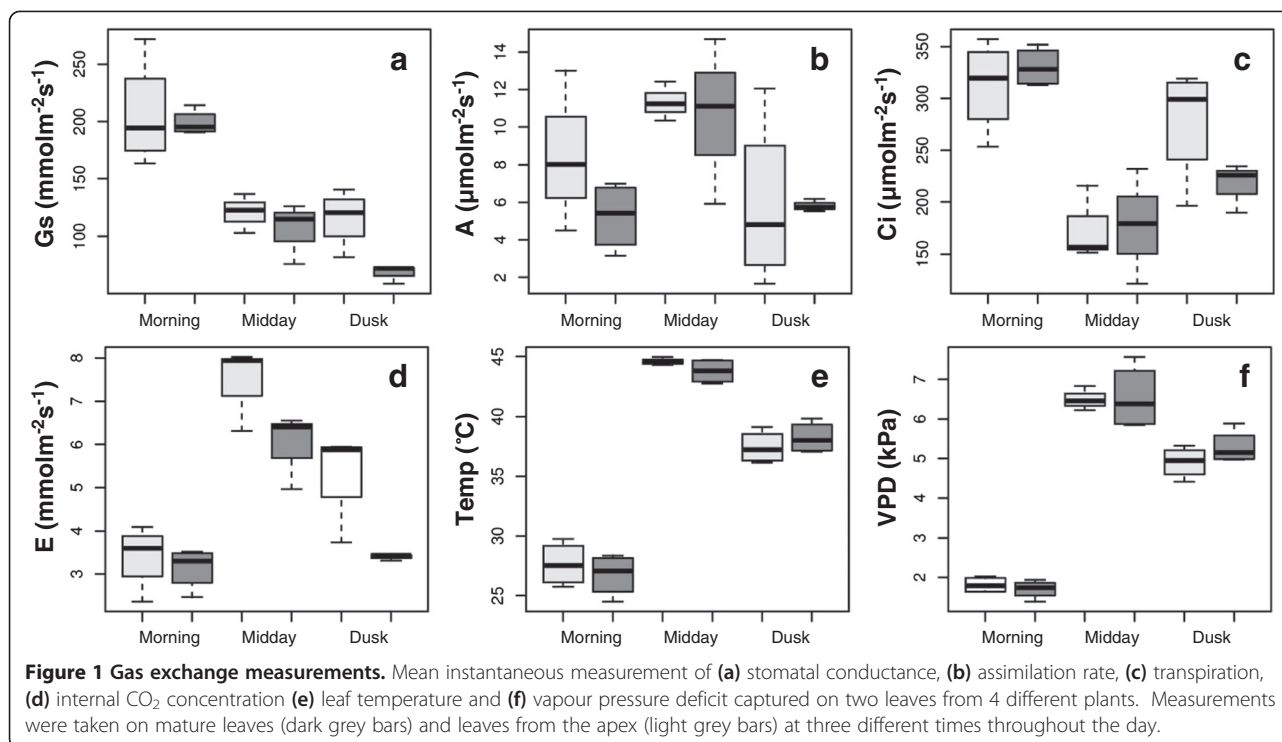 a
Gs (mmolm⁻²s⁻¹)
250
200
150
100
Morning Midday Dusk
b
A (µmolm⁻²s⁻¹)
14
12
10
8
6
4
2
Morning Midday Dusk
c
Ci (µmolm⁻²s⁻¹)
350
300
250
200
150
Morning Midday Dusk
d
E (mmolm⁻²s⁻¹)
8
7
6
5
4
3
Morning Midday Dusk
e
Temp (°C)
45
40
35
30
25
Morning Midday Dusk
f
VPD (kPa)
7
6
5
4
3
2
Morning Midday Dusk
Figure 1 Gas exchange measurements. Mean instantaneous measurement of (a) stomatal conductance, (b) assimilation rate, (c) transpiration,
(d) internal CO₂ concentration (e) leaf temperature and (f) vapour pressure deficit captured on two leaves from 4 different plants. Measurements
were taken on mature leaves (dark grey bars) and leaves from the apex (light grey bars) at three different times throughout the day.